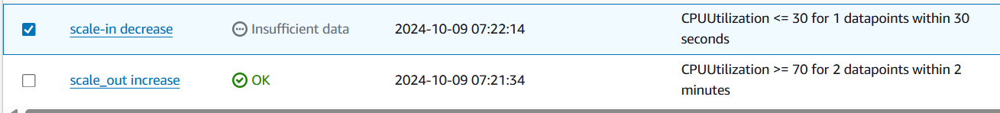 scale-in decrease Insufficient data 2024-10-09 07:22:14 CPUUtilization <= 30 for 1 datapoints within 30
seconds
scale_out increase OK 2024-10-09 07:21:34 CPUUtilization >= 70 for 2 datapoints within 2
minutes